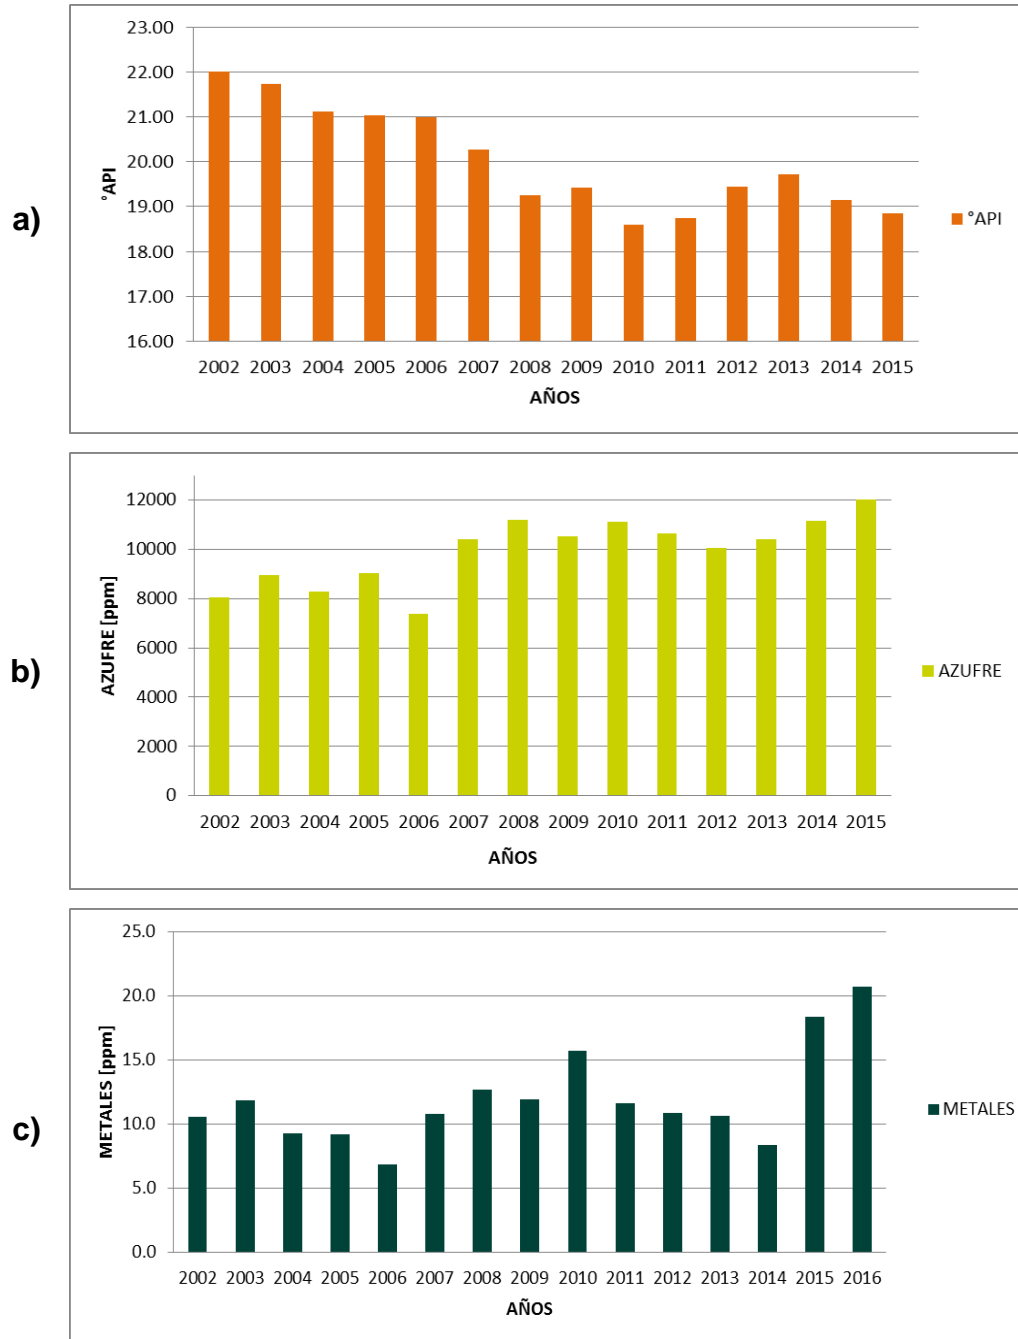 a)
23.00
22.00
21.00
20.00
19.00
18.00
17.00
16.00
°API
2002 2003 2004 2005 2006 2007 2008 2009 2010 2011 2012 2013 2014 2015
AÑOS
°API
b)
12000
10000
8000
6000
4000
2000
0
AZUFRE [ppm]
2002 2003 2004 2005 2006 2007 2008 2009 2010 2011 2012 2013 2014 2015
AÑOS
AZUFRE
c)
25.0
20.0
15.0
10.0
5.0
0.0
METALES [ppm]
2002 2003 2004 2005 2006 2007 2008 2009 2010 2011 2012 2013 2014 2015 2016
AÑOS
METALES